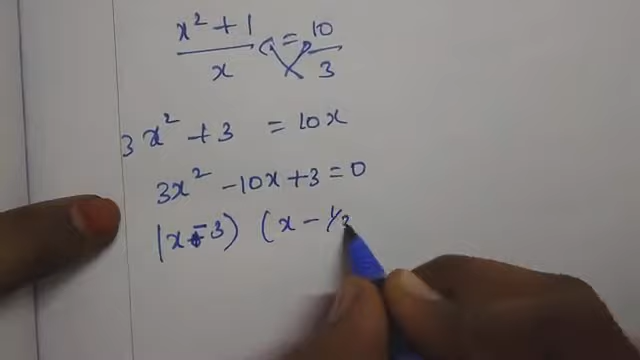 x² + 1 / x = 10 / 3
3x² + 3 = 10x
3x² - 10x + 3 = 0
(x - 3) (x - 1/3